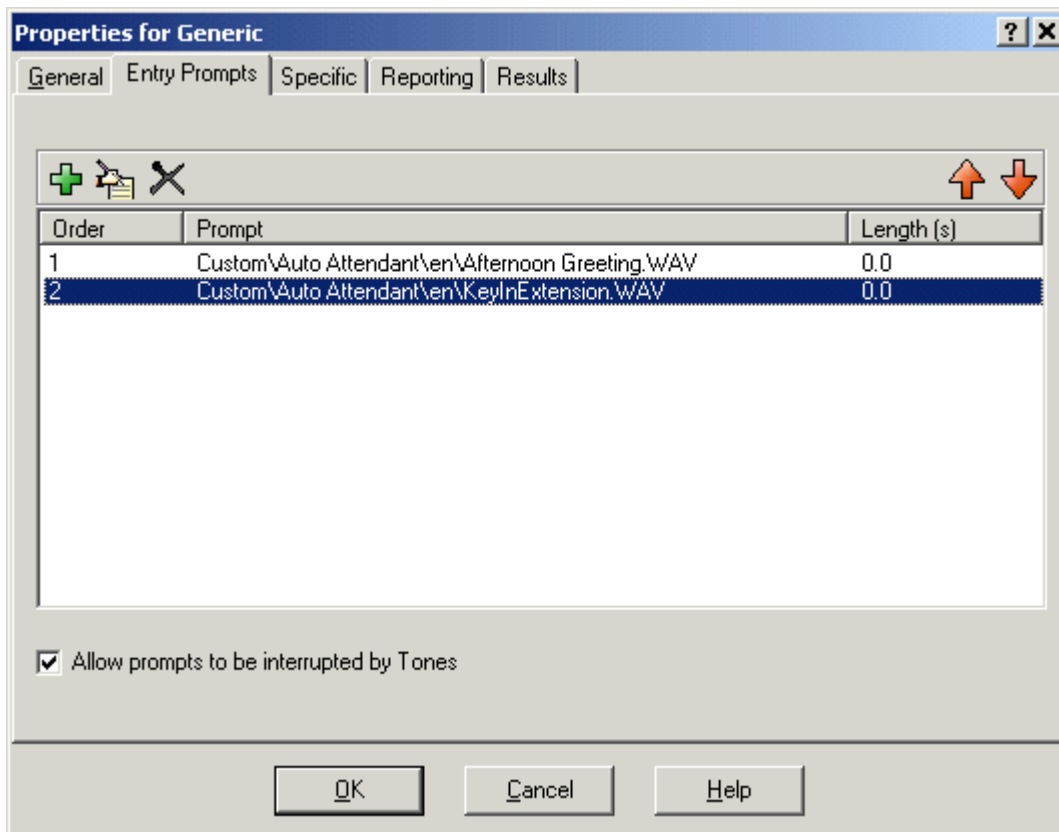 Properties for Generic
General Entry Prompts Specific Reporting Results
Order Prompt Length (s)
1 Custom\Auto Attendant\en\Afternoon Greeting.WAV 0.0
2 Custom\Auto Attendant\en\KeyInExtension.WAV 0.0
Allow prompts to be interrupted by Tones
OK Cancel Help